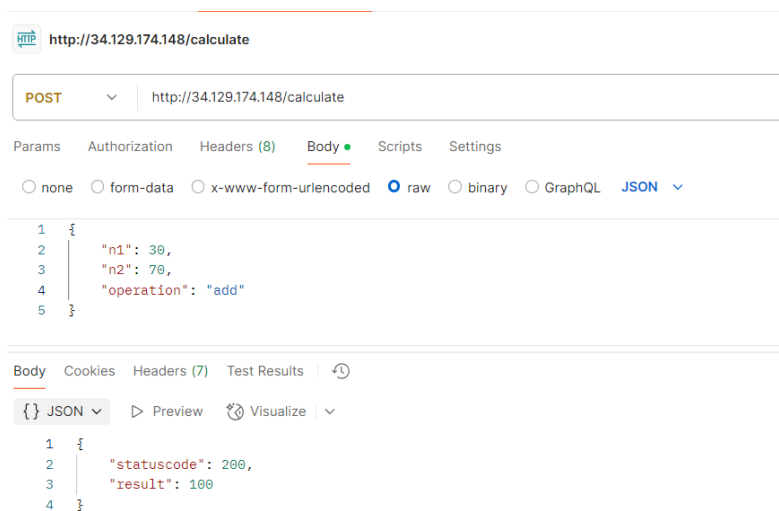 HTTP http://34.129.174.148/calculate
POST http://34.129.174.148/calculate
Params Authorization Headers (8) Body Scripts Settings
none form-data x-www-form-urlencoded raw binary GraphQL JSON
1 {
2 "n1": 30,
3 "n2": 70,
4 "operation": "add"
5 }
Body Cookies Headers (7) Test Results
{} JSON Preview Visualize
1 {
2 "statuscode": 200,
3 "result": 100
4 }